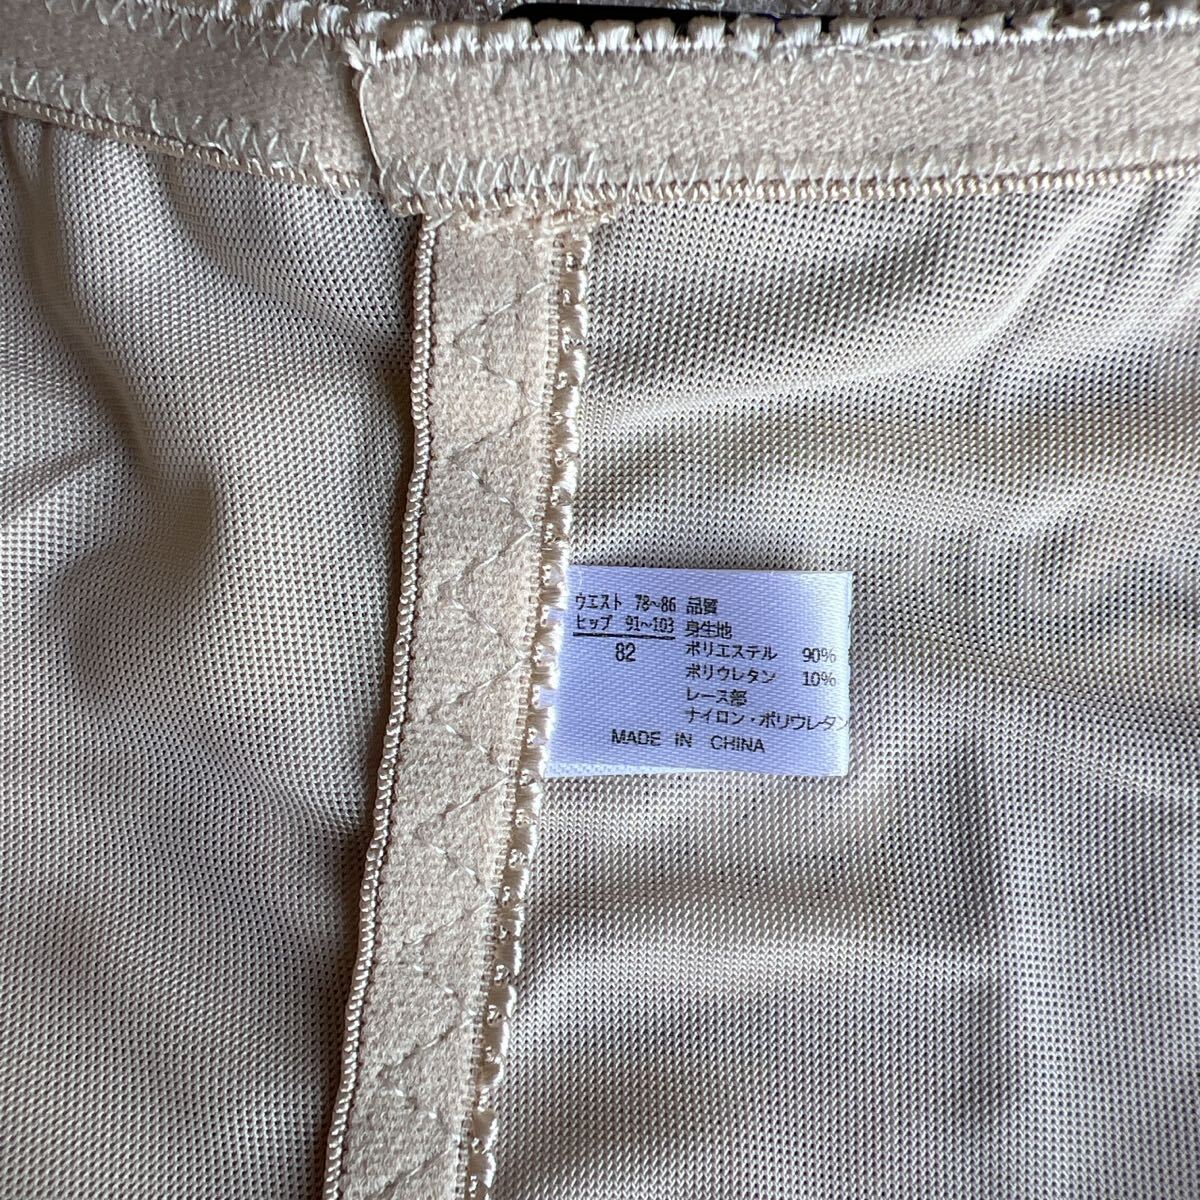 ウエスト 78~86 品質
ヒップ 91~103 身生地
82 ポリエステル 90%
ポリウレタン 10%
レース部
ナイロン・ポリウレタン
MADE IN CHINA